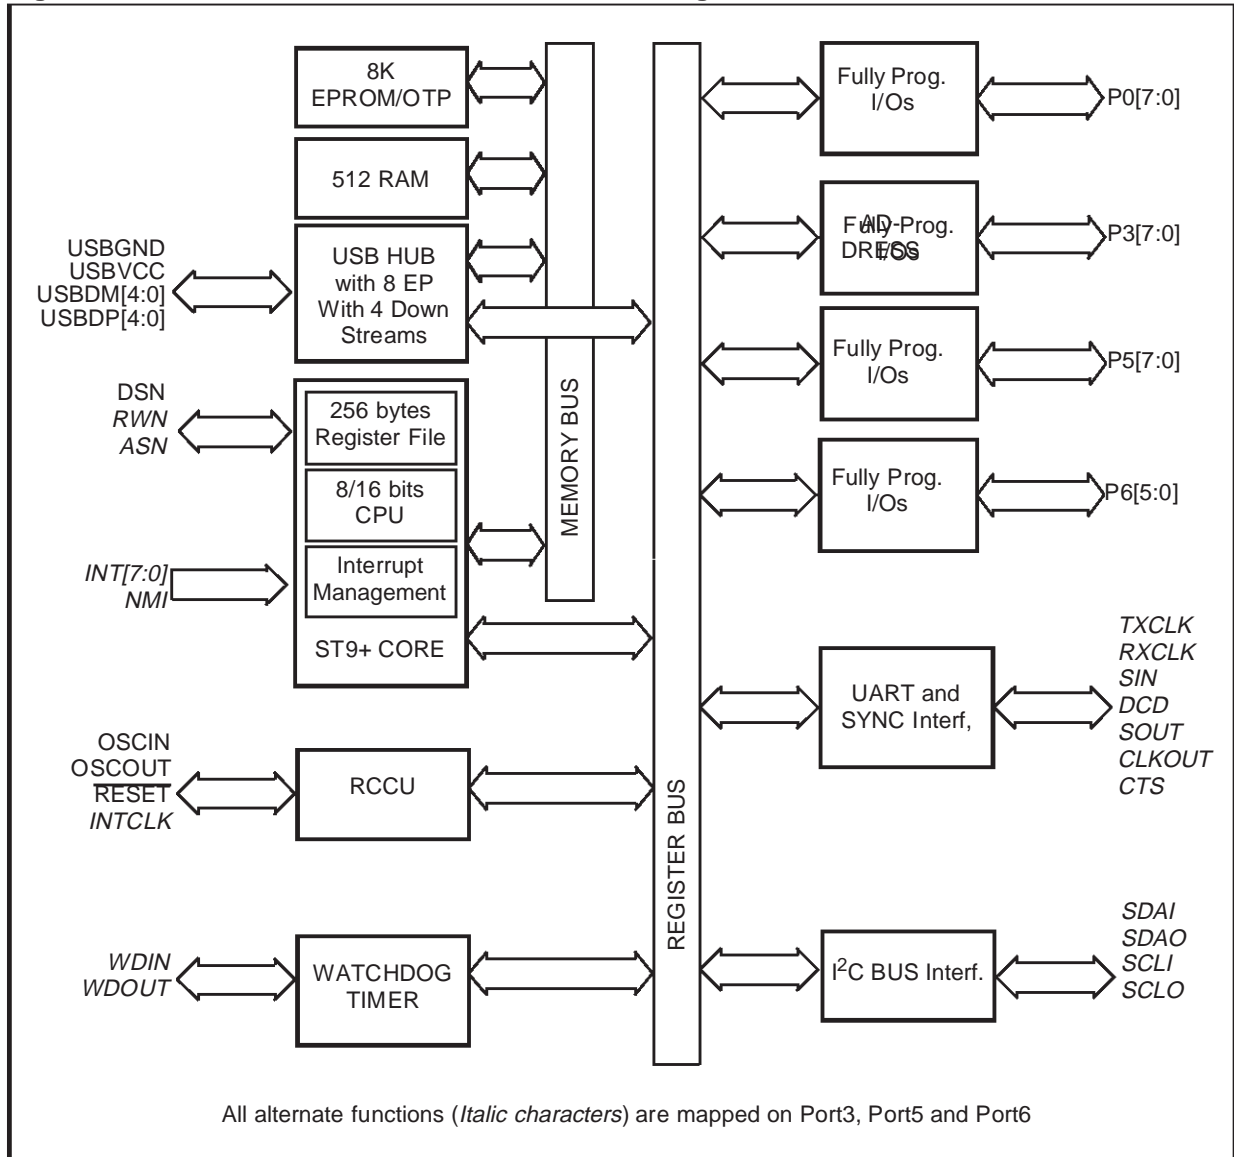 8K
EPROM/OTP
512 RAM
USBGND
USBVCC
USBDM[4:0]
USBDP[4:0]
USB HUB
with 8 EP
With 4 Down
Streams
DSN
RWN
ASN
256 bytes
Register File
8/16 bits
CPU
INT[7:0]
NMI
Interrupt
Management
ST9+ CORE
OSCIN
OSCOUT
RESET
INTCLK
RCCU
WDIN
WDOUT
WATCHDOG
TIMER
MEMORY BUS
REGISTER BUS
Fully Prog.
I/Os
P0[7:0]
Fully Prog.
I/Os
AD-
DRESS
P3[7:0]
Fully Prog.
I/Os
P5[7:0]
Fully Prog.
I/Os
P6[5:0]
UART and
SYNC Interf,
TXCLK
RXCLK
SIN
DCD
SOUT
CLKOUT
CTS
I²C BUS Interf.
SDAI
SDAO
SCLI
SCLO
All alternate functions (Italic characters) are mapped on Port3, Port5 and Port6